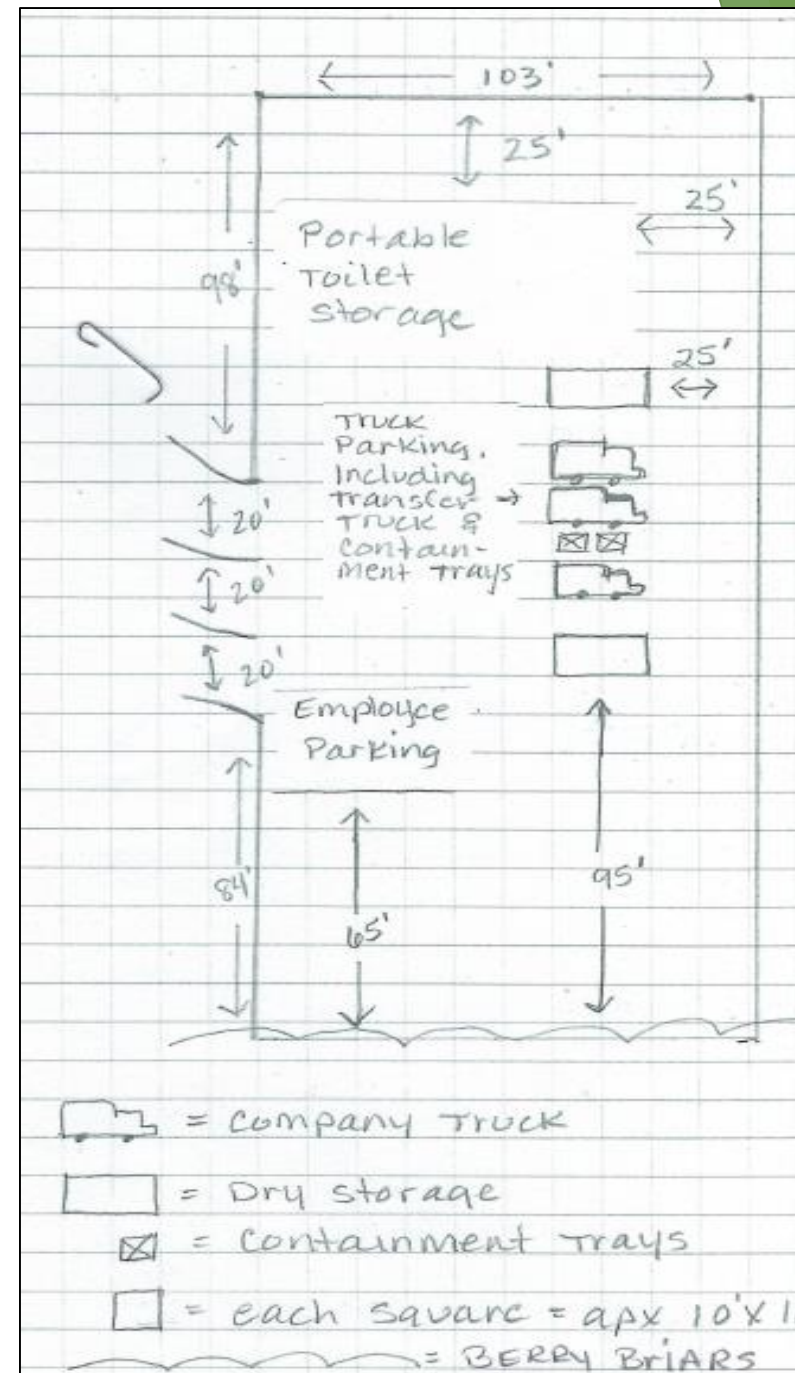 103'
25'
25'
98'
Portable
Toilet
Storage
25'
Truck
Parking,
Including
Transfer
Truck &
Contain-
ment Trays
20'
20'
20'
Employee
Parking
84'
65'
95'
= Company Truck
= Dry Storage
= Containment Trays
= each square = apx 10'x1
= BERRY BRIARS